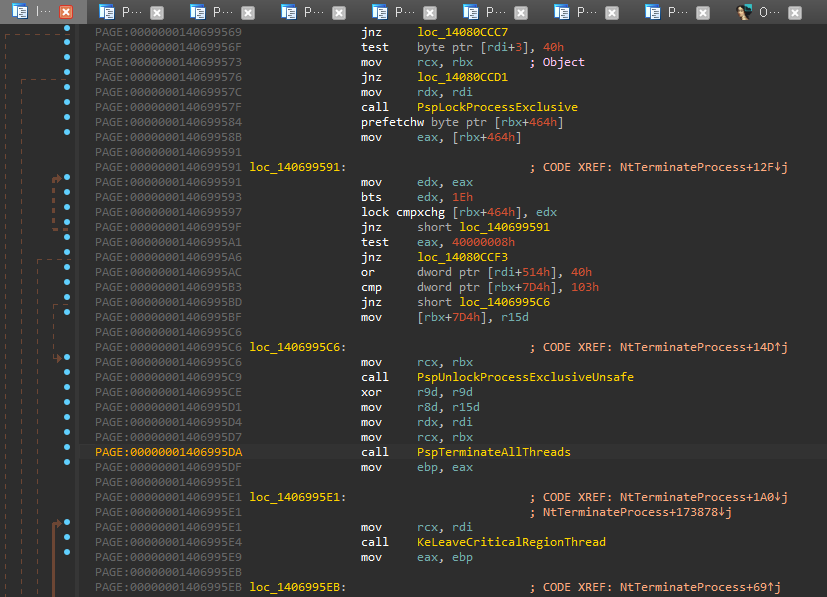 I···
P···
P···
P···
P···
P···
P···
P···
O···
PAGE:0000000140699569 jnz loc_14080CCC7
PAGE:000000014069956F test byte ptr [rdi+3], 40h
PAGE:0000000140699573 mov rcx, rbx ; Object
PAGE:0000000140699576 jnz loc_14080CCD1
PAGE:000000014069957C mov rdx, rdi
PAGE:000000014069957F call PspLockProcessExclusive
PAGE:0000000140699584 prefetchw byte ptr [rbx+464h]
PAGE:000000014069958B mov eax, [rbx+464h]
PAGE:0000000140699591
PAGE:0000000140699591 loc_140699591: ; CODE XREF: NtTerminateProcess+12F↓j
PAGE:0000000140699591 mov edx, eax
PAGE:0000000140699593 bts edx, 1Eh
PAGE:0000000140699597 lock cmpxchg [rbx+464h], edx
PAGE:000000014069959F jnz short loc_140699591
PAGE:00000001406995A1 test eax, 40000008h
PAGE:00000001406995A6 jnz loc_14080CCF3
PAGE:00000001406995AC or dword ptr [rdi+514h], 40h
PAGE:00000001406995B3 cmp dword ptr [rbx+7D4h], 103h
PAGE:00000001406995BD jnz short loc_1406995C6
PAGE:00000001406995BF mov [rbx+7D4h], r15d
PAGE:00000001406995C6
PAGE:00000001406995C6 loc_1406995C6: ; CODE XREF: NtTerminateProcess+14D↑j
PAGE:00000001406995C6 mov rcx, rbx
PAGE:00000001406995C9 call PspUnlockProcessExclusiveUnsafe
PAGE:00000001406995CE xor r9d, r9d
PAGE:00000001406995D1 mov r8d, r15d
PAGE:00000001406995D4 mov rdx, rdi
PAGE:00000001406995D7 mov rcx, rbx
PAGE:00000001406995DA call PspTerminateAllThreads
PAGE:00000001406995DF mov ebp, eax
PAGE:00000001406995E1
PAGE:00000001406995E1 loc_1406995E1: ; CODE XREF: NtTerminateProcess+1A0↓j
PAGE:00000001406995E1 ; NtTerminateProcess+173878↓j
PAGE:00000001406995E1 mov rcx, rdi
PAGE:00000001406995E4 call KeLeaveCriticalRegionThread
PAGE:00000001406995E9 mov eax, ebp
PAGE:00000001406995EB
PAGE:00000001406995EB loc_1406995EB: ; CODE XREF: NtTerminateProcess+69↑j